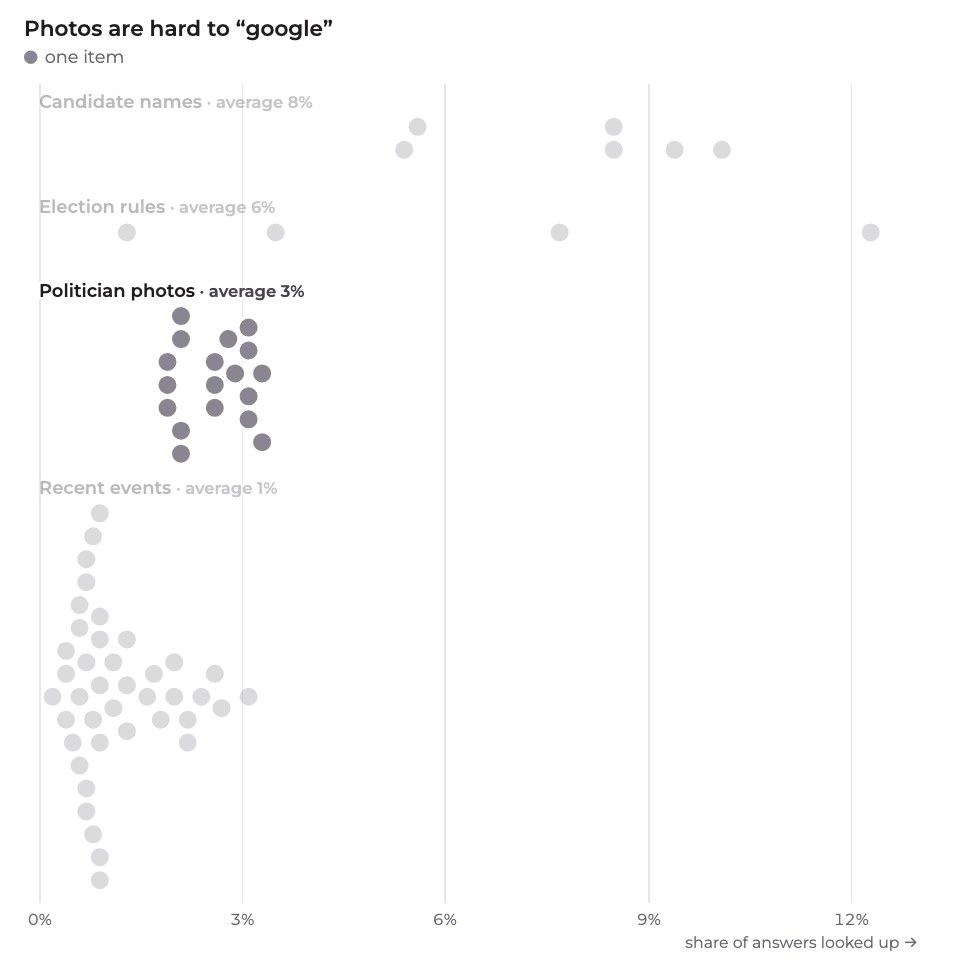 Photos are hard to “google”
one item
Candidate names · average 8%
Election rules · average 6%
Politician photos · average 3%
Recent events · average 1%
0% 3% 6% 9% 12%
share of answers looked up →